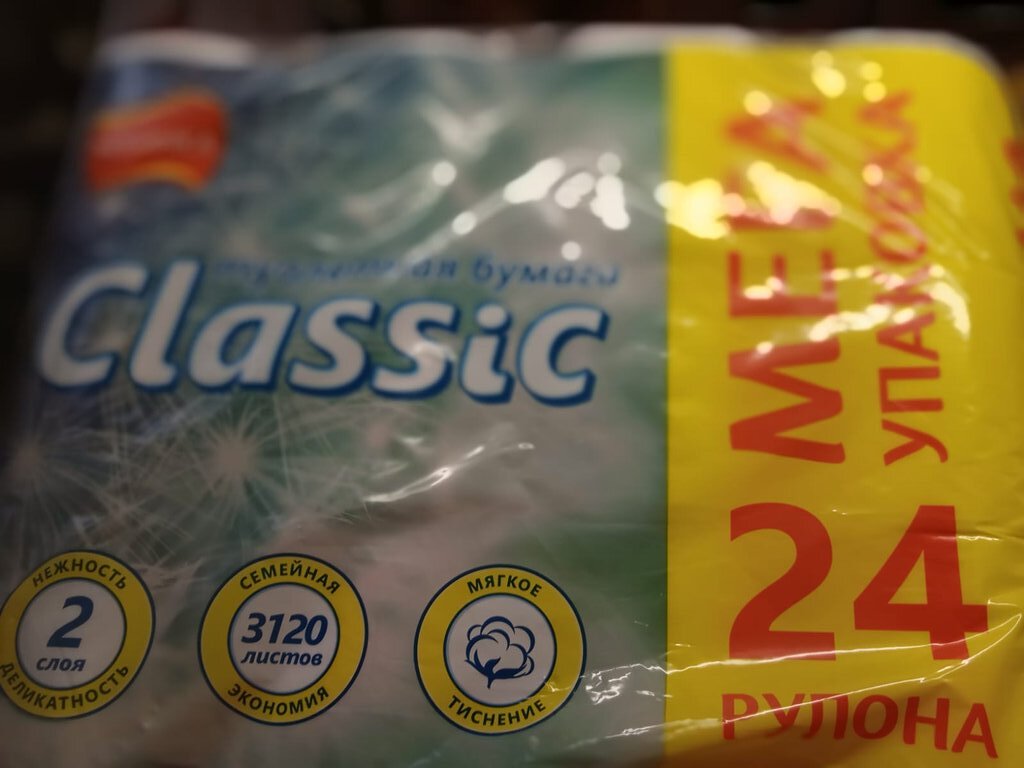 туалетная бумага
Classic
НЕЖНОСТЬ
2
слоя
ДЕЛИКАТНОСТЬ
СЕМЕЙНАЯ
3120
листов
ЭКОНОМИЯ
МЯГКОЕ
ТИСНЕНИЕ
МЕГА
УПАКОВКА
24
РУЛОНА